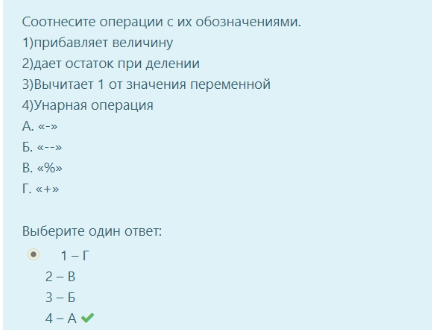 Соотнесите операции с их обозначениями.
1)прибавляет величину
2)дает остаток при делении
3)Вычитает 1 от значения переменной
4)Унарная операция
А. «-»
Б. «--»
В. «%»
Г. «+»
Выберите один ответ:
1 – Г
2 – В
3 – Б
4 – А